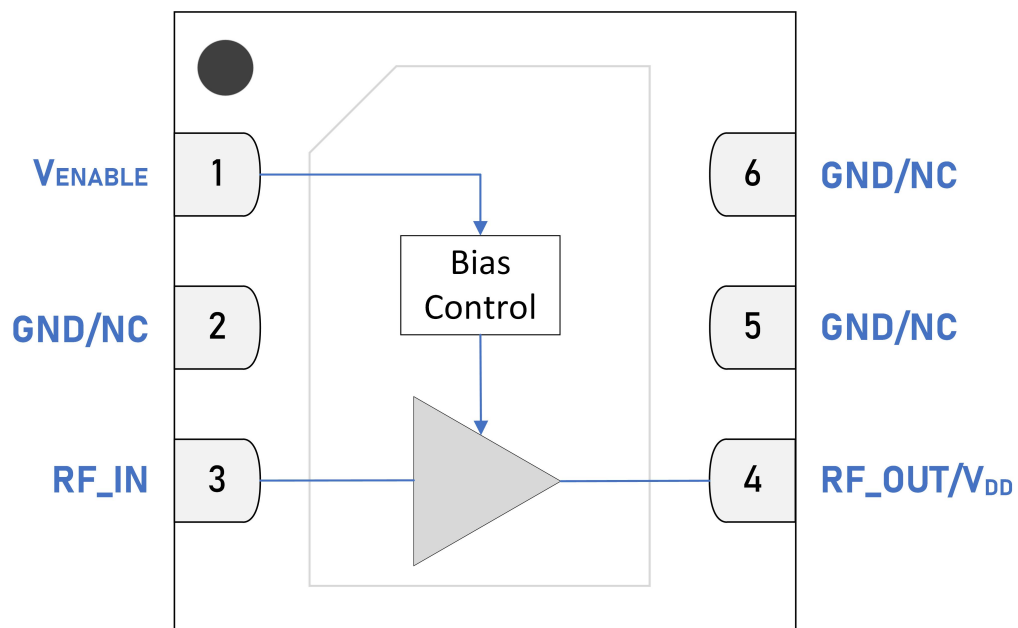 VENABLE
1
6
GND/NC
Bias
Control
GND/NC
2
5
GND/NC
RF_IN
3
4
RF_OUT/VDD